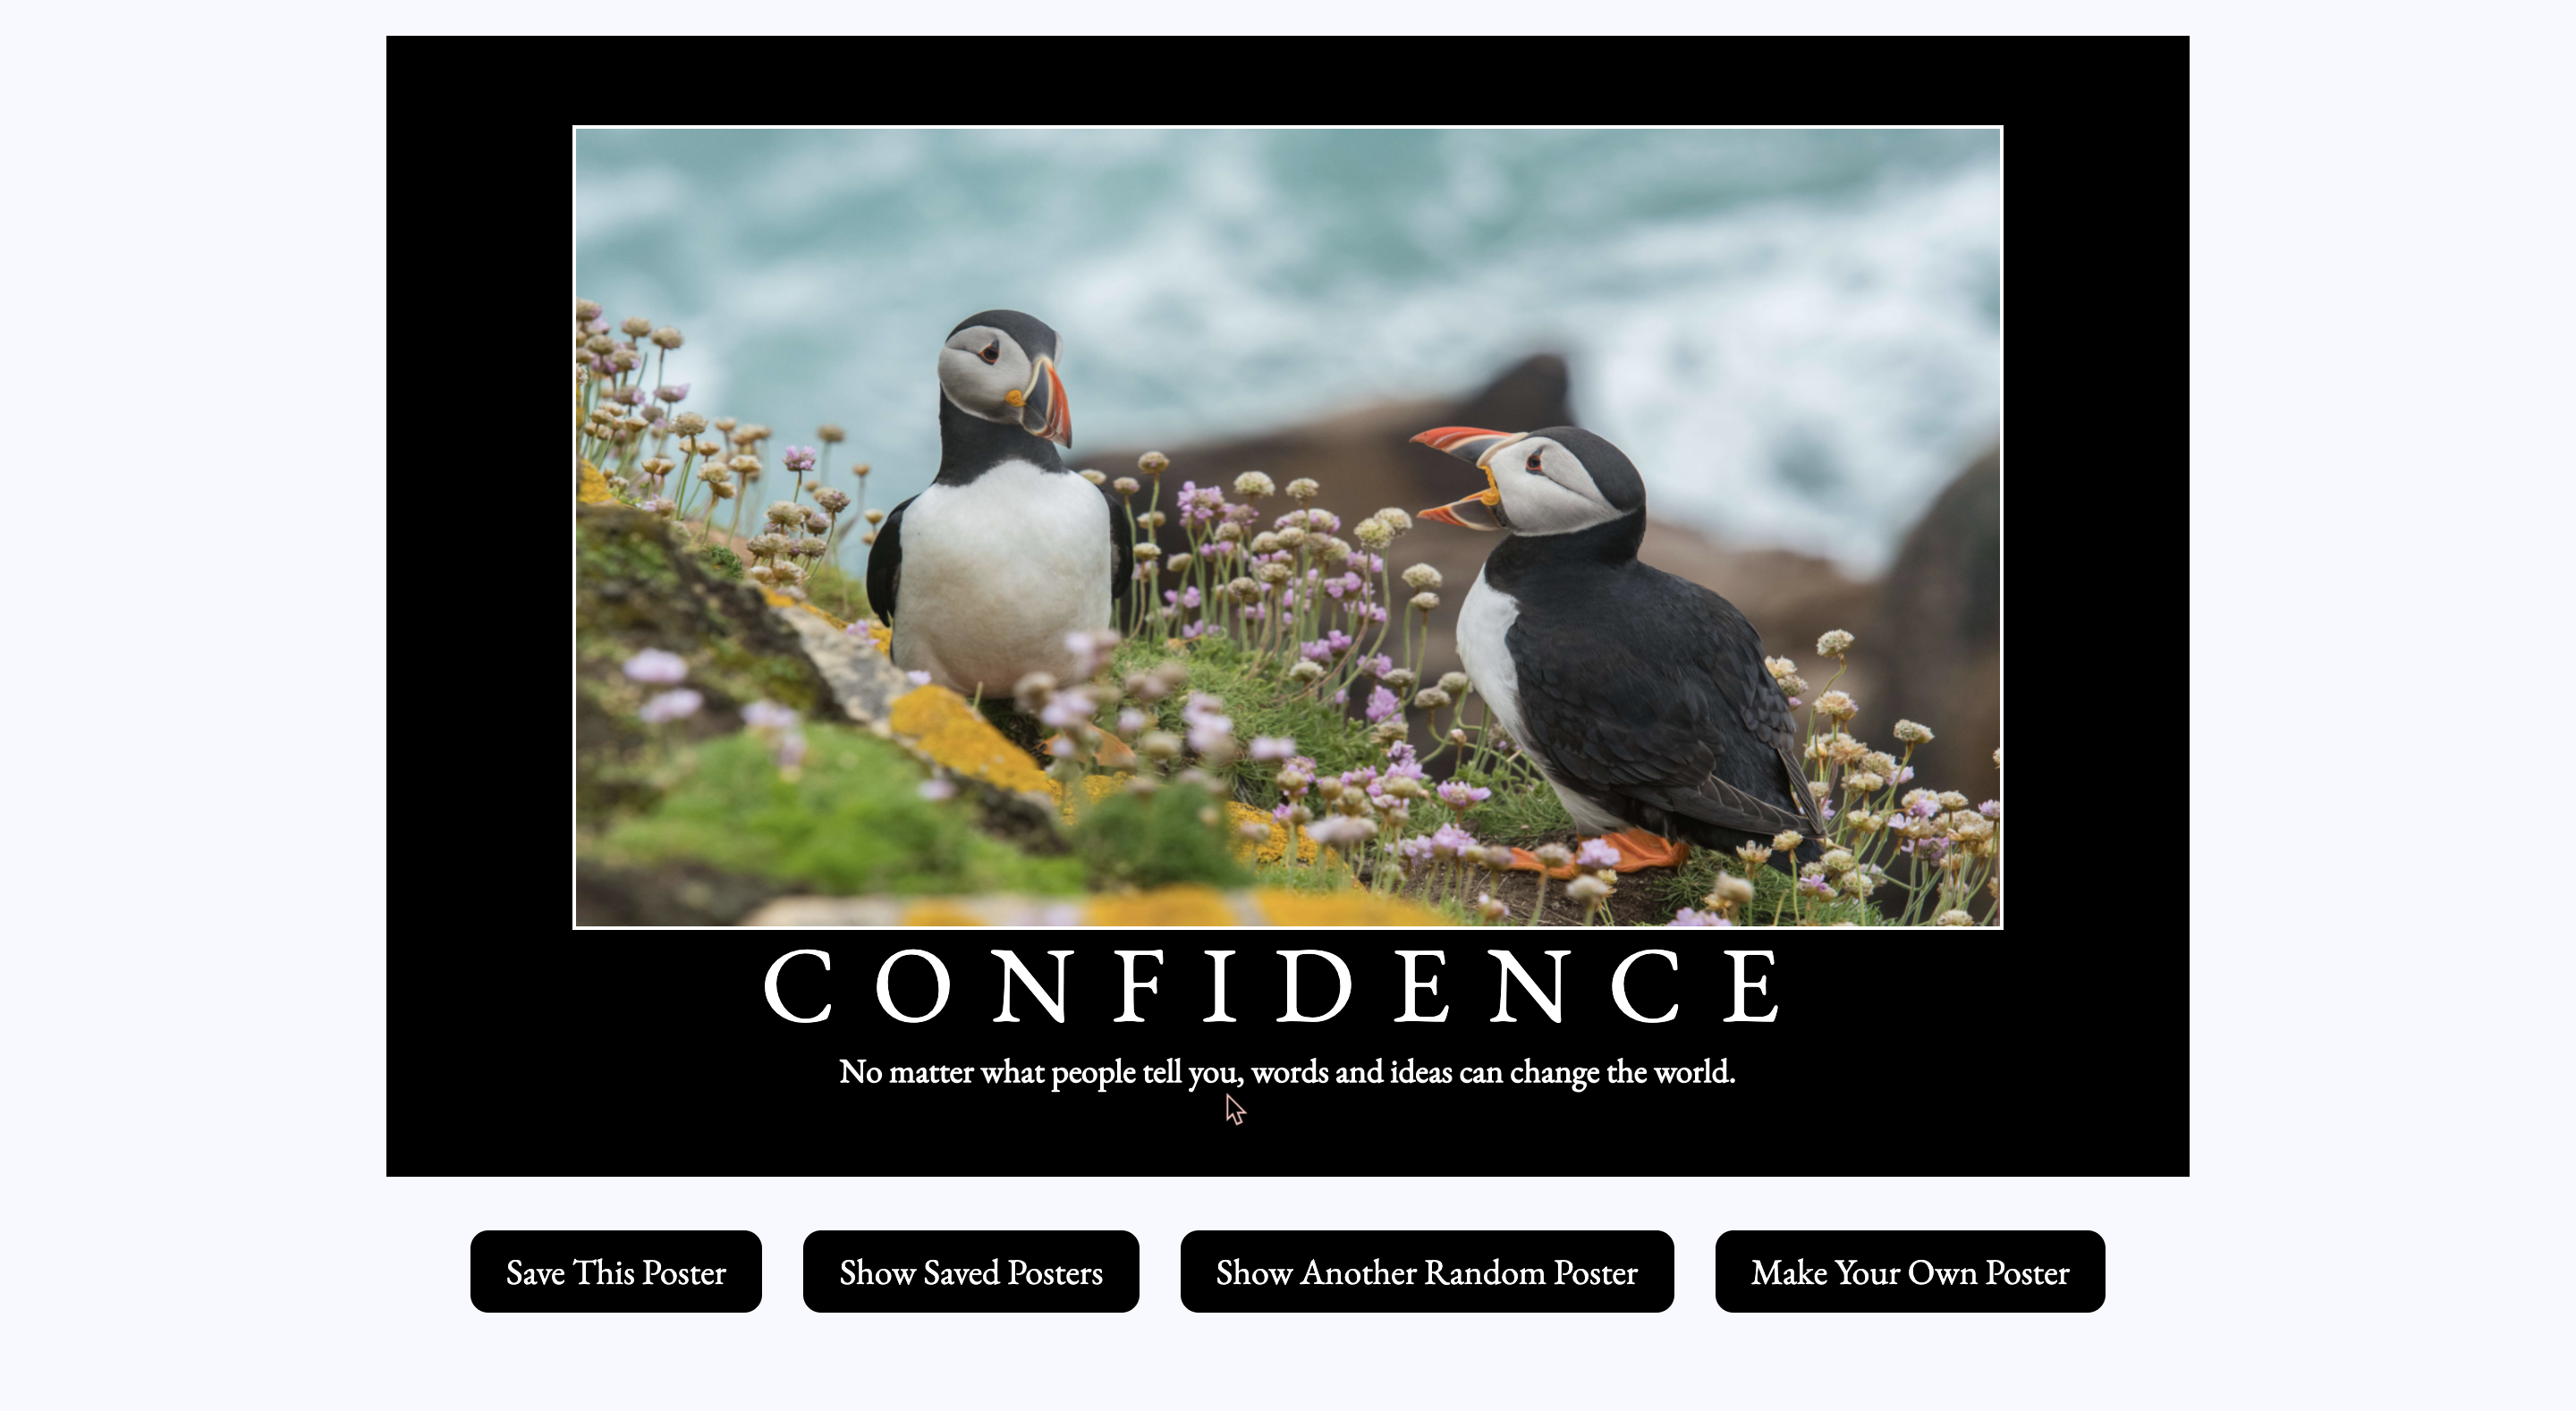 CONFIDENCE
No matter what people tell you, words and ideas can change the world.
Save This Poster
Show Saved Posters
Show Another Random Poster
Make Your Own Poster